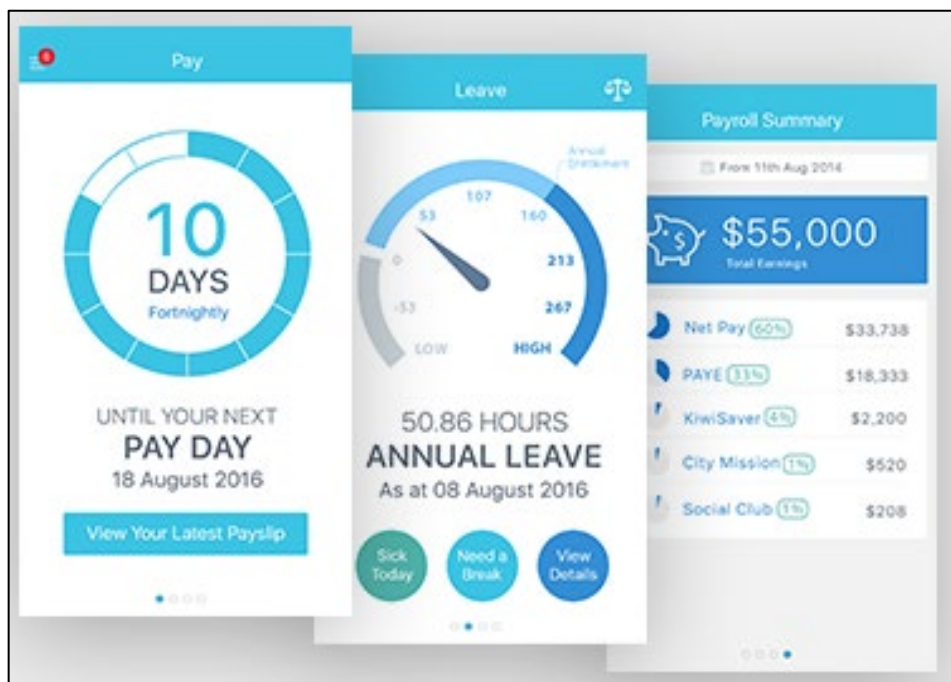 6
Pay
10
DAYS
Fortnightly
UNTIL YOUR NEXT
PAY DAY
18 August 2016
View Your Latest Payslip
Leave
Annual
Entitlement
-53
0
53
107
160
213
267
LOW
HIGH
50.86 HOURS
ANNUAL LEAVE
As at 08 August 2016
Sick
Today
Need a
Break
View
Details
Payroll Summary
From 11th Aug 2014
$55,000
Total Earnings
Net Pay 60% $33,738
PAYE 33% $18,333
KiwiSaver 4% $2,200
City Mission 1% $520
Social Club 1% $208